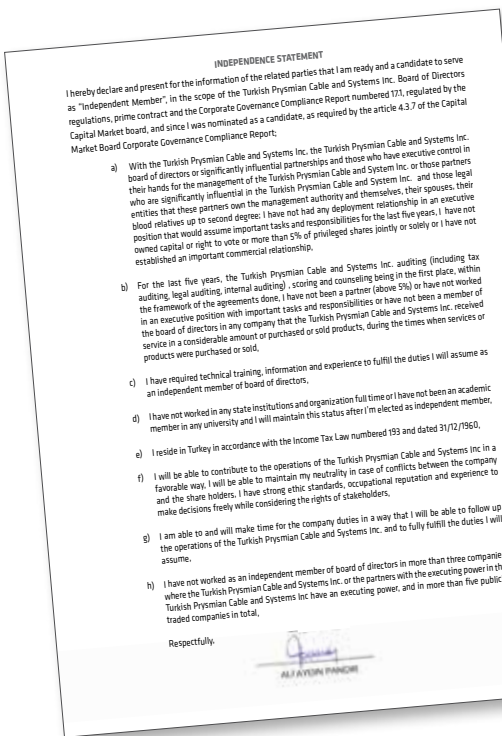 INDEPENDENCE STATEMENT
I hereby declare and present for the information of the related parties that I am ready and a candidate to serve
as "Independent Member", in the scope of the Turkish Prysmian Cable and Systems Inc. Board of Directors
regulations, prime contract and the Corporate Governance Compliance Report numbered 17.1, regulated by the
Capital Market board, and since I was nominated as a candidate, as required by the article 4.3.7 of the Capital
Market Board Corporate Governance Compliance Report;
a) With the Turkish Prysmian Cable and Systems Inc. the Turkish Prysmian Cable and Systems Inc.
board of directors or significantly influential partnerships and those who have executive control in
their hands for the management of the Turkish Prysmian Cable and System Inc. or those partners
who are significantly influential in the Turkish Prysmian Cable and System Inc. and those legal
entities that these partners own the management authority and themselves, their spouses, their
blood relatives up to second degree; I have not had any deployment relationship in an executive
position that would assume important tasks and responsibilities for the last five years, I have not
owned capital or right to vote or more than 5% of privileged shares jointly or solely or I have not
established an important commercial relationship,
b) For the last five years, the Turkish Prysmian Cable and Systems Inc. auditing (including tax
auditing, legal auditing, internal auditing) , scoring and counseling being in the first place, within
the framework of the agreements done, I have not been a partner (above 5%) or have not worked
in an executive position with important tasks and responsibilities or have not been a member of
the board of directors in any company that the Turkish Prysmian Cable and Systems Inc. received
service in a considerable amount or purchased or sold products, during the times when services or
products were purchased or sold,
c) I have required technical training, information and experience to fulfill the duties I will assume as
an independent member of board of directors,
d) I have not worked in any state institutions and organization full time or I have not been an academic
member in any university and I will maintain this status after I'm elected as independent member,
e) I reside in Turkey in accordance with the Income Tax Law numbered 193 and dated 31/12/1960,
f) I will be able to contribute to the operations of the Turkish Prysmian Cable and Systems Inc in a
favorable way, I will be able to maintain my neutrality in case of conflicts between the company
and the share holders. I have strong ethic standards, occupational reputation and experience to
make decisions freely while considering the rights of stakeholders,
g) I am able to and will make time for the company duties in a way that I will be able to follow up
the operations of the Turkish Prysmian Cable and Systems Inc. and to fully fulfill the duties I will
assume,
h) I have not worked as an independent member of board of directors in more than three companie
where the Turkish Prysmian Cable and Systems Inc. or the partners with the executing power in th
Turkish Prysmian Cable and Systems Inc have an executing power, and in more than five public
traded companies in total,
Respectfully,
ALİ AYDIN PANDIR